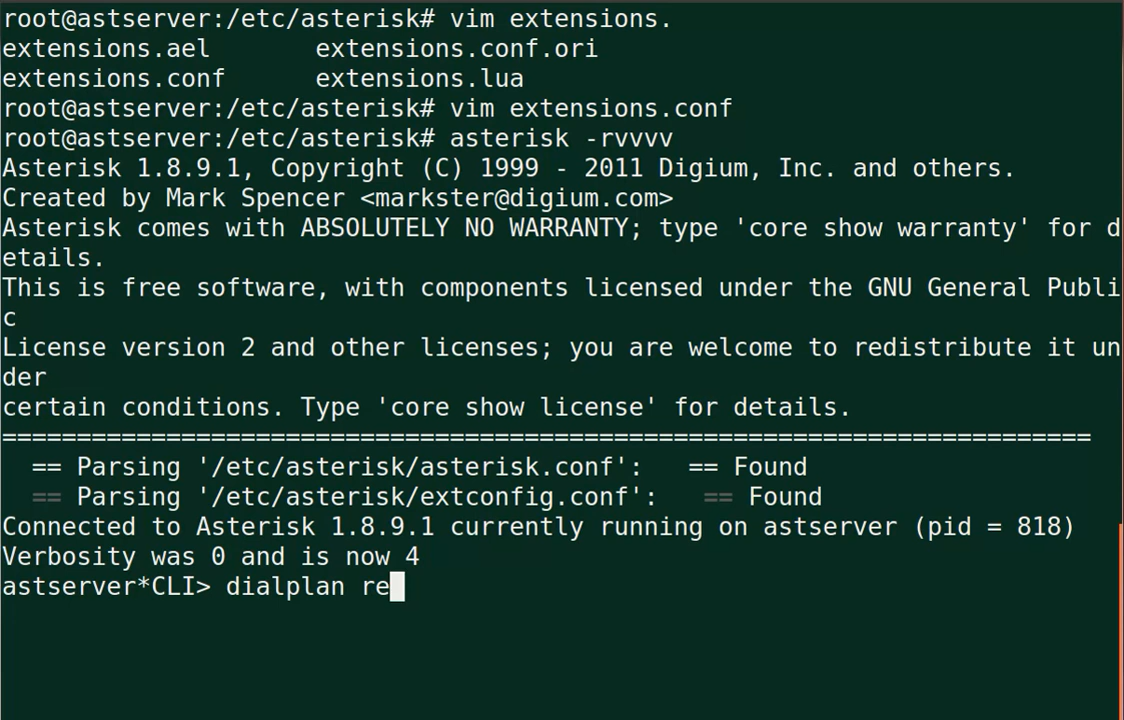 root@astserver:/etc/asterisk# vim extensions.
extensions.ael       extensions.conf.ori
extensions.conf      extensions.lua
root@astserver:/etc/asterisk# vim extensions.conf
root@astserver:/etc/asterisk# asterisk -rvvvv
Asterisk 1.8.9.1, Copyright (C) 1999 - 2011 Digium, Inc. and others.
Created by Mark Spencer <markster@digium.com>
Asterisk comes with ABSOLUTELY NO WARRANTY; type 'core show warranty' for d
etails.
This is free software, with components licensed under the GNU General Publi
c
License version 2 and other licenses; you are welcome to redistribute it un
der
certain conditions. Type 'core show license' for details.
=========================================================================
  == Parsing '/etc/asterisk/asterisk.conf':   == Found
  == Parsing '/etc/asterisk/extconfig.conf':   == Found
Connected to Asterisk 1.8.9.1 currently running on astserver (pid = 818)
Verbosity was 0 and is now 4
astserver*CLI> dialplan re